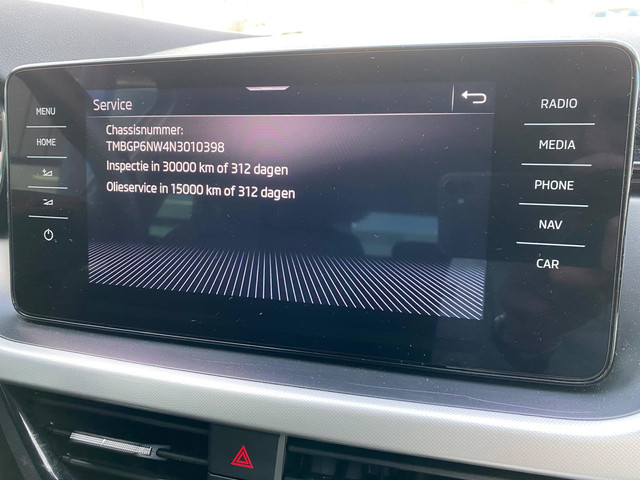 MENU
HOME
Service
Chassisnummer:
TMBGP6NW4N3010398
Inspectie in 30000 km of 312 dagen
Olieservice in 15000 km of 312 dagen
RADIO
MEDIA
PHONE
NAV
CAR